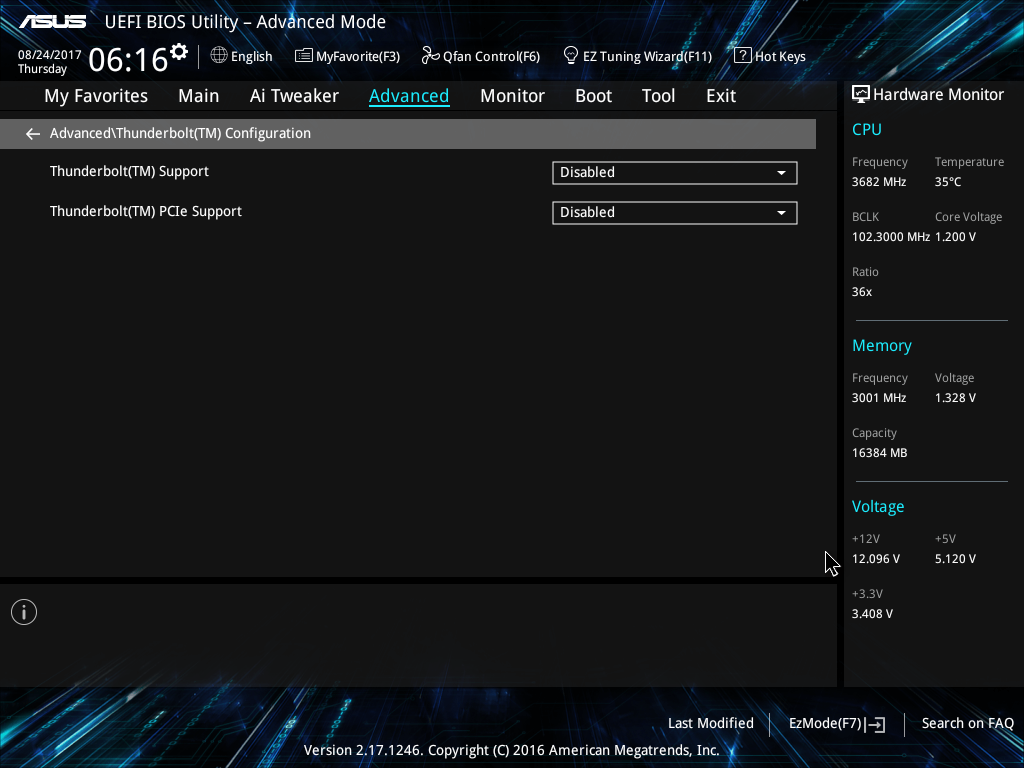 ASUS UEFI BIOS Utility – Advanced Mode
08/24/2017
Thursday
06:16
English
MyFavorite(F3)
Qfan Control(F6)
EZ Tuning Wizard(F11)
? Hot Keys
My Favorites Main Ai Tweaker Advanced Monitor Boot Tool Exit
Advanced\Thunderbolt(TM) Configuration
Thunderbolt(TM) Support Disabled
Thunderbolt(TM) PCIe Support Disabled
Hardware Monitor
CPU
Frequency Temperature
3682 MHz 35°C
BCLK Core Voltage
102.3000 MHz 1.200 V
Ratio
36x
Memory
Frequency Voltage
3001 MHz 1.328 V
Capacity
16384 MB
Voltage
+12V +5V
12.096 V 5.120 V
+3.3V
3.408 V
Last Modified EzMode(F7) Search on FAQ
Version 2.17.1246. Copyright (C) 2016 American Megatrends, Inc.